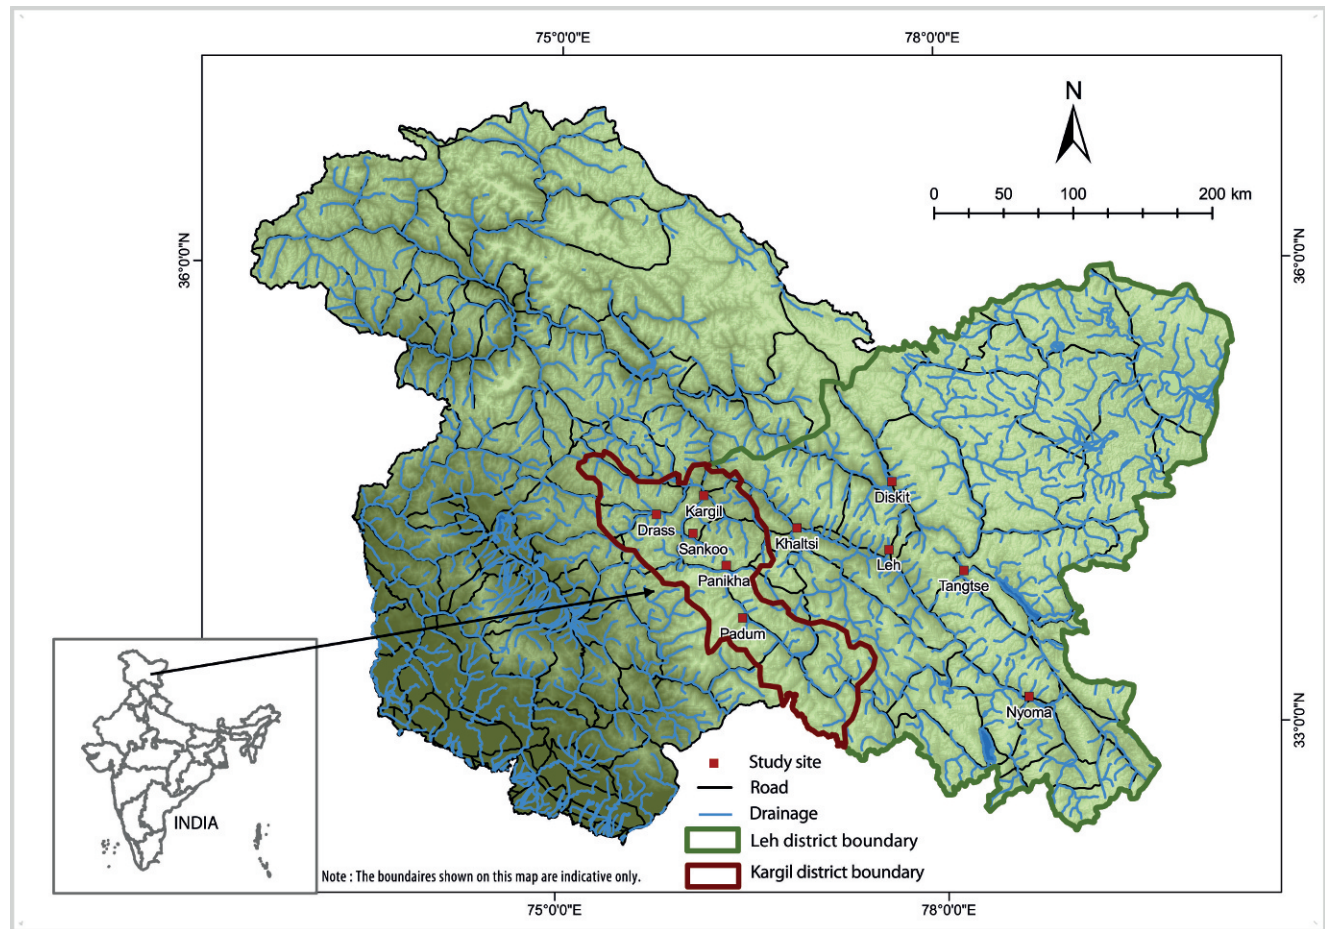 75°0'0"E
78°0'0"E
N
0 50 100 200 km
36°0'0"N
36°0'0"N
Diskit
Kargil
Drass
Khaltsi
Sankoo
Leh
Panikha
Tangtse
Padum
Nyoma
33°0'0"N
Study site
Road
Drainage
Leh district boundary
Kargil district boundary
INDIA
Note : The boundaires shown on this map are indicative only.
75°0'0"E
78°0'0"E